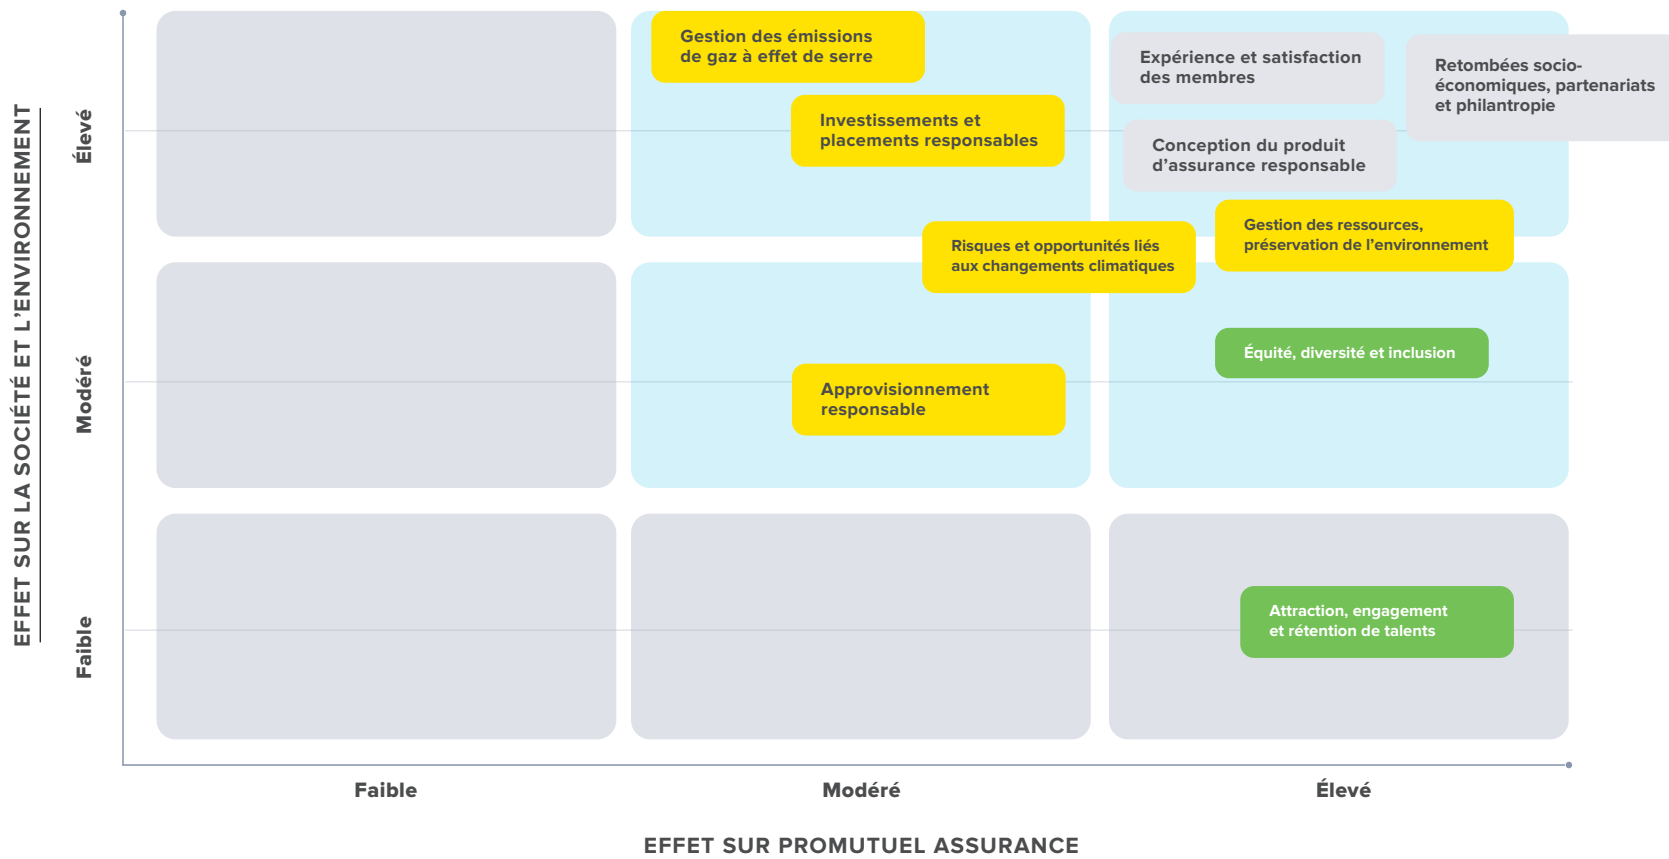 EFFET SUR LA SOCIÉTÉ ET L'ENVIRONNEMENT
Élevé
Modéré
Faible
Gestion des émissions
de gaz à effet de serre
Investissements et
placements responsables
Expérience et satisfaction
des membres
Retombées socio-
économiques, partenariats
et philantropie
Conception du produit
d’assurance responsable
Risques et opportunités liés
aux changements climatiques
Gestion des ressources,
préservation de l’environnement
Équité, diversité et inclusion
Approvisionnement
responsable
Attraction, engagement
et rétention de talents
Faible
Modéré
Élevé
EFFET SUR PROMUTUEL ASSURANCE